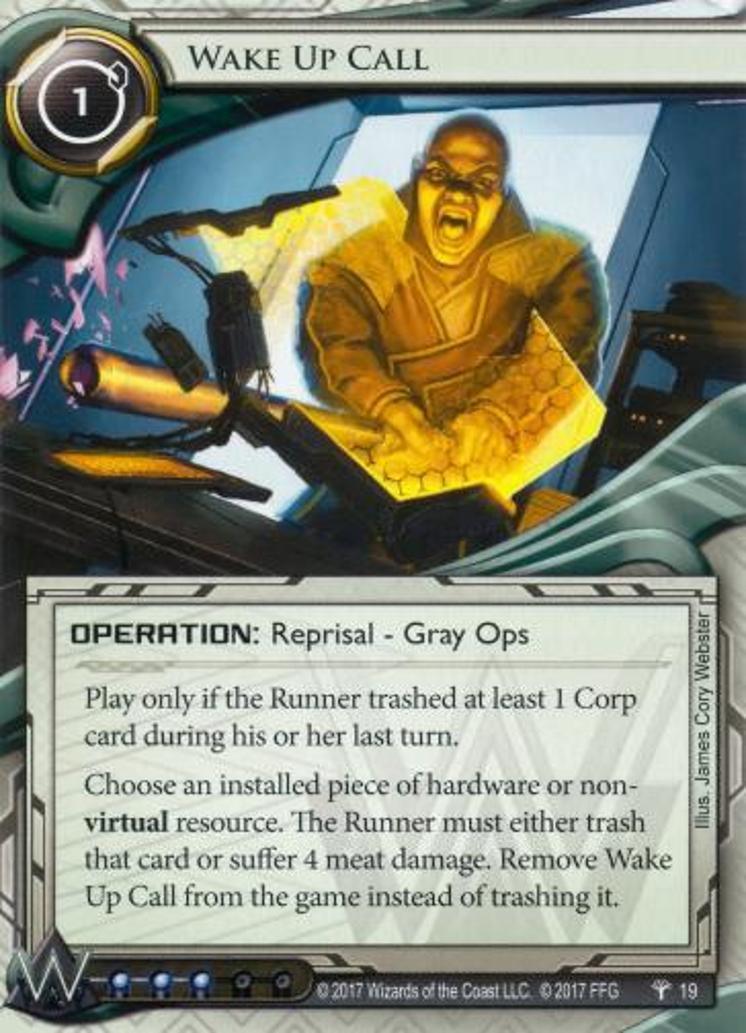 WAKE UP CALL
1
OPERATION: Reprisal - Gray Ops
Play only if the Runner trashed at least 1 Corp
card during his or her last turn.
Choose an installed piece of hardware or non-
virtual resource. The Runner must either trash
that card or suffer 4 meat damage. Remove Wake
Up Call from the game instead of trashing it.
Illus. James Cory Webster
© 2017 Wizards of the Coast LLC. © 2017 FFG
19